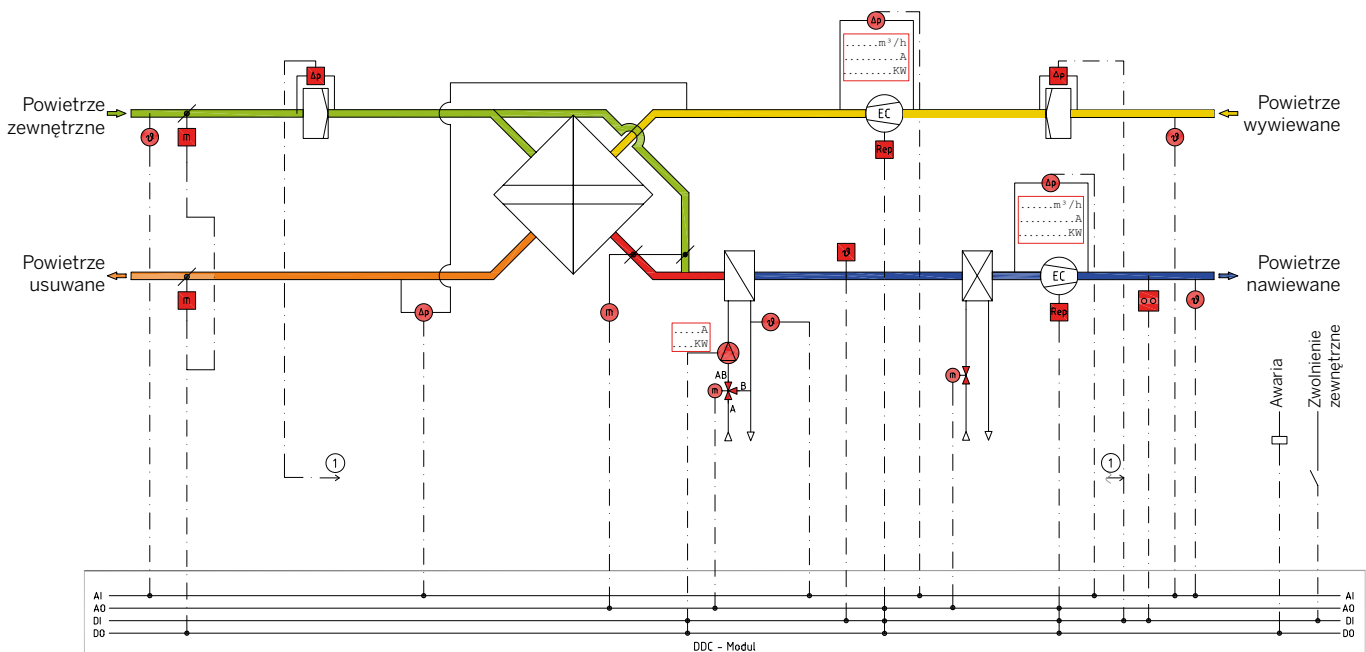 Δp
......m³/h
.........A
........KW
Δp
Δp
Powietrze
zewnętrzne
EC
Powietrze
wywiewane
ϑ
m
Rep
ϑ
Δp
......m³/h
.........A
........KW
Powietrze
usuwane
ϑ
EC
Powietrze
nawiewane
m
Δp
m
ϑ
Rep
ϑ
.....A
....KW
AB
m
B
A
m
Awaria
Zwolnienie
zewnętrzne
1
1
AI
AI
AO
AO
DI
DI
DO
DO
DDC - Modul